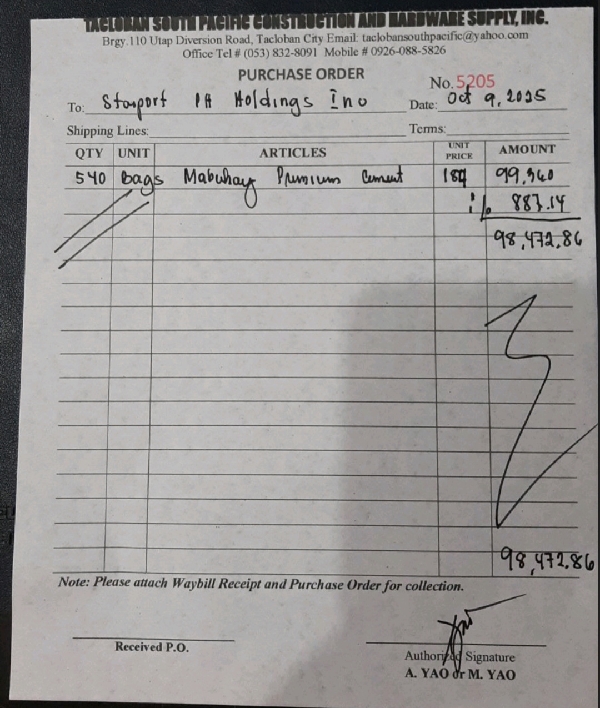 TACLOBAN SOUTH PACIFIC CONSTRUCTION AND HARDWARE SUPPLY, INC.
Brgy.110 Utap Diversion Road, Tacloban City Email: taclobansouthpacific@yahoo.com
Office Tel # (053) 832-8091 Mobile # 0926-088-5826
PURCHASE ORDER
No. 5205
To: Starport PH Holdings Inc Date: Oct 9, 2025
Shipping Lines: Terms:
QTY UNIT ARTICLES UNIT PRICE AMOUNT
540 Bags Mabuhay Premium Cement 184 99,360
1% 887.14
98,472.86
98,472.86
Note: Please attach Waybill Receipt and Purchase Order for collection.
Received P.O.
Authorized Signature
A. YAO or M. YAO